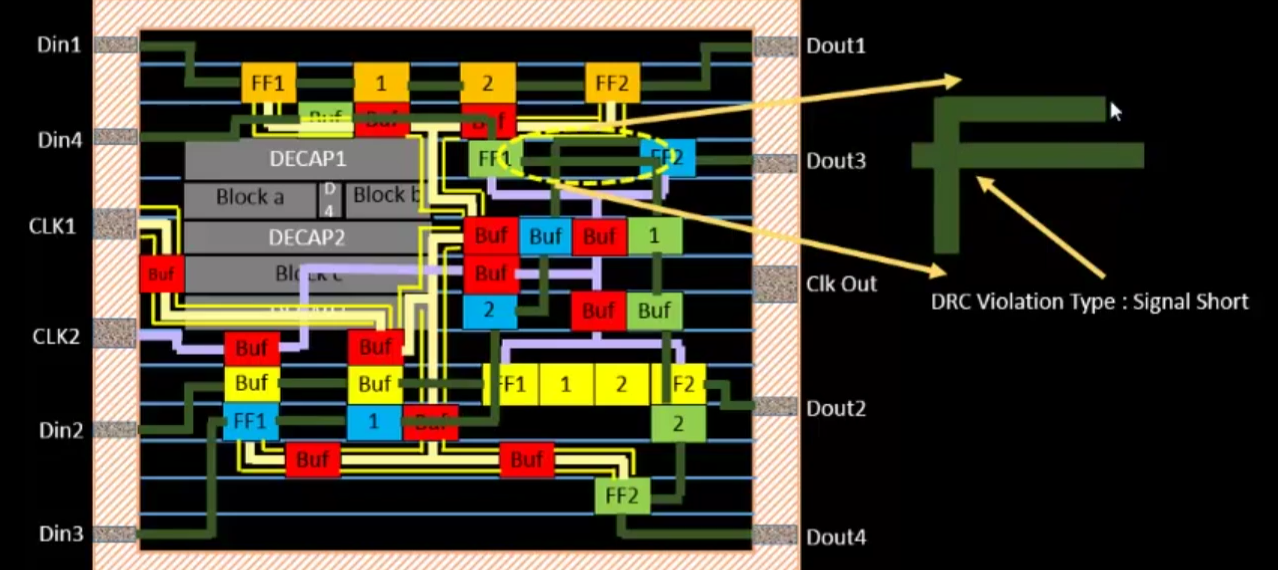 Din1
Dout1
FF1
1
2
FF2
Buf
Buf
Buf
Din4
DECAP1
FF1
FF2
Dout3
Block a
D
4
Block b
CLK1
DECAP2
Buf
Buf
Buf
1
Buf
Block c
Buf
Clk Out
DRC Violation Type : Signal Short
2
Buf
Buf
CLK2
Buf
Buf
Buf
Buf
FF1
1
2
F2
Dout2
Din2
FF1
1
Buf
2
Buf
Buf
FF2
Din3
Dout4